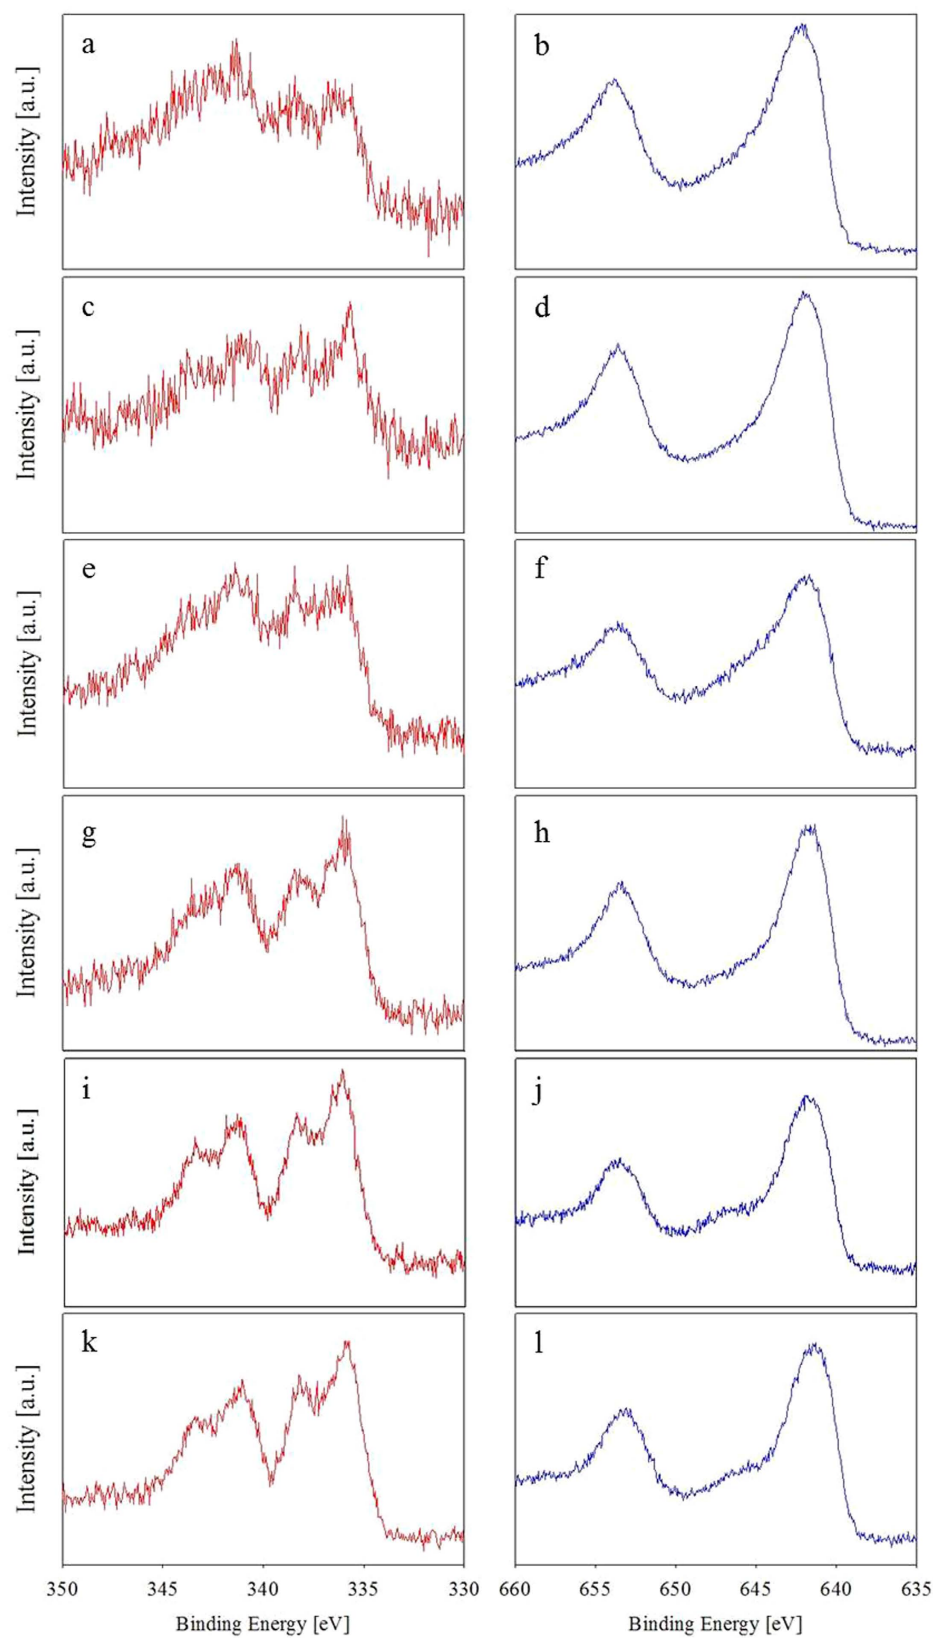 a
b
Intensity [a.u.]
c
d
Intensity [a.u.]
e
f
Intensity [a.u.]
g
h
Intensity [a.u.]
i
j
Intensity [a.u.]
k
l
Intensity [a.u.]
350 345 340 335 330 660 655 650 645 640 635
Binding Energy [eV] Binding Energy [eV]